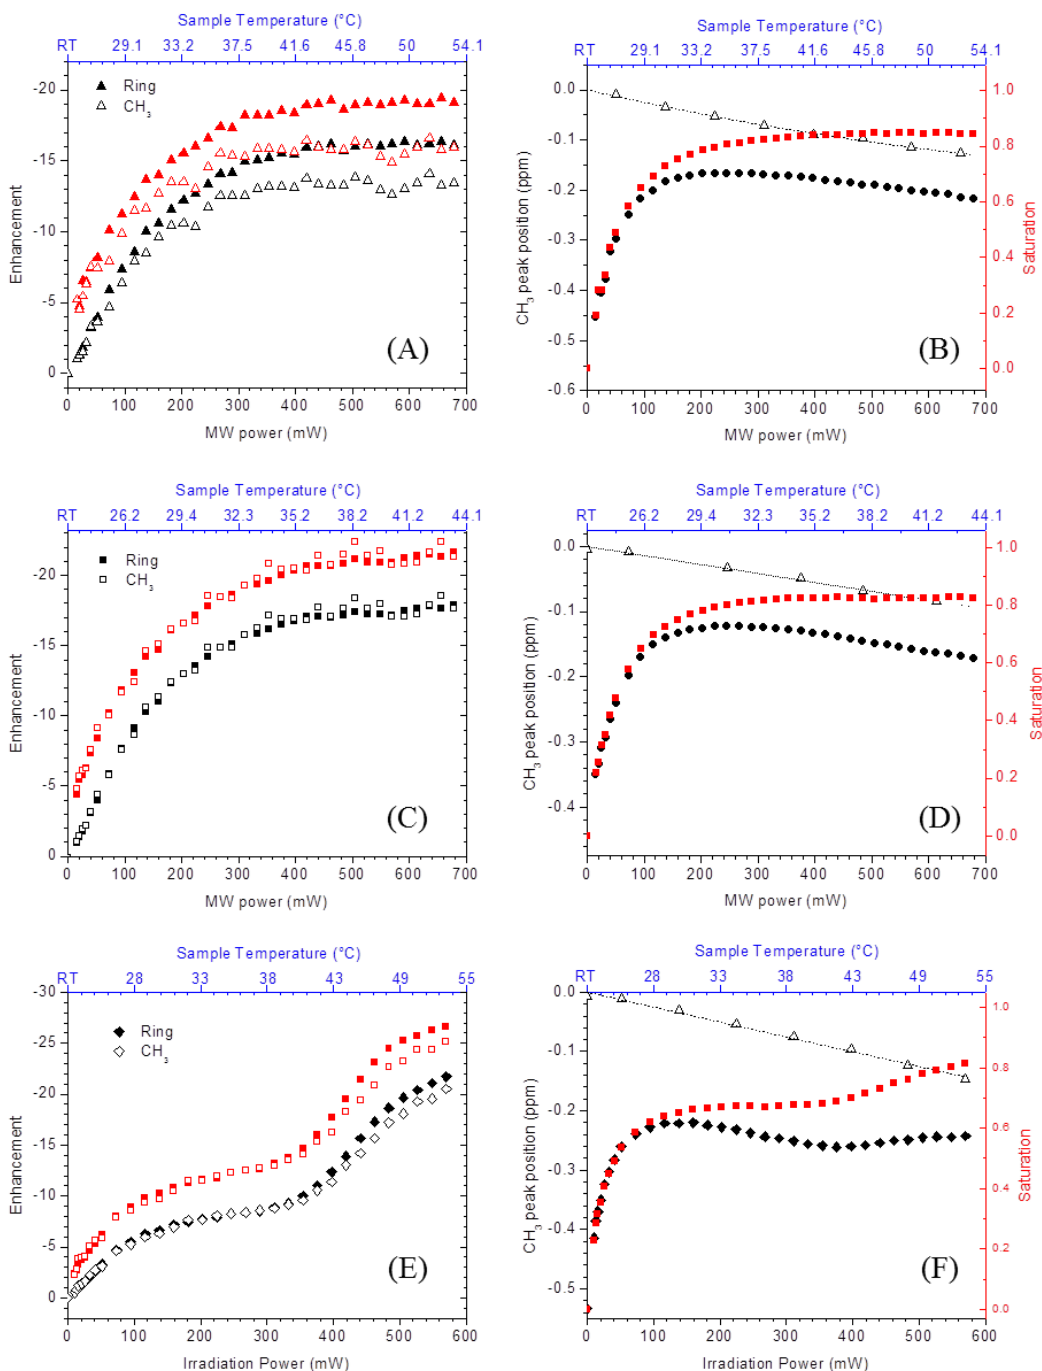 Sample Temperature (°C)
RT 29.1 33.2 37.5 41.6 45.8 50 54.1
-20
-15
-10
-5
0
Enhancement
Ring
CH3
(A)
0 100 200 300 400 500 600 700
MW power (mW)
Sample Temperature (°C)
RT 29.1 33.2 37.5 41.6 45.8 50 54.1
0.0
-0.1
-0.2
-0.3
-0.4
-0.5
-0.6
CH3 peak position (ppm)
1.0
0.8
0.6
0.4
0.2
0.0
Saturation
(B)
0 100 200 300 400 500 600 700
MW power (mW)
Sample Temperature (°C)
RT 26.2 29.4 32.3 35.2 38.2 41.2 44.1
-20
-15
-10
-5
0
Enhancement
Ring
CH3
(C)
0 100 200 300 400 500 600 700
MW power (mW)
Sample Temperature (°C)
RT 26.2 29.4 32.3 35.2 38.2 41.2 44.1
0.0
-0.1
-0.2
-0.3
-0.4
CH3 peak position (ppm)
1.0
0.8
0.6
0.4
0.2
0.0
Saturation
(D)
0 100 200 300 400 500 600 700
MW power (mW)
Sample Temperature (°C)
RT 28 33 38 43 49 55
-30
-25
-20
-15
-10
-5
0
Enhancement
Ring
CH3
(E)
0 100 200 300 400 500 600
Irradiation Power (mW)
Sample Temperature (°C)
RT 28 33 38 43 49 55
0.0
-0.1
-0.2
-0.3
-0.4
-0.5
CH3 peak position (ppm)
1.0
0.8
0.6
0.4
0.2
0.0
Saturation
(F)
0 100 200 300 400 500 600
Irradiation Power (mW)